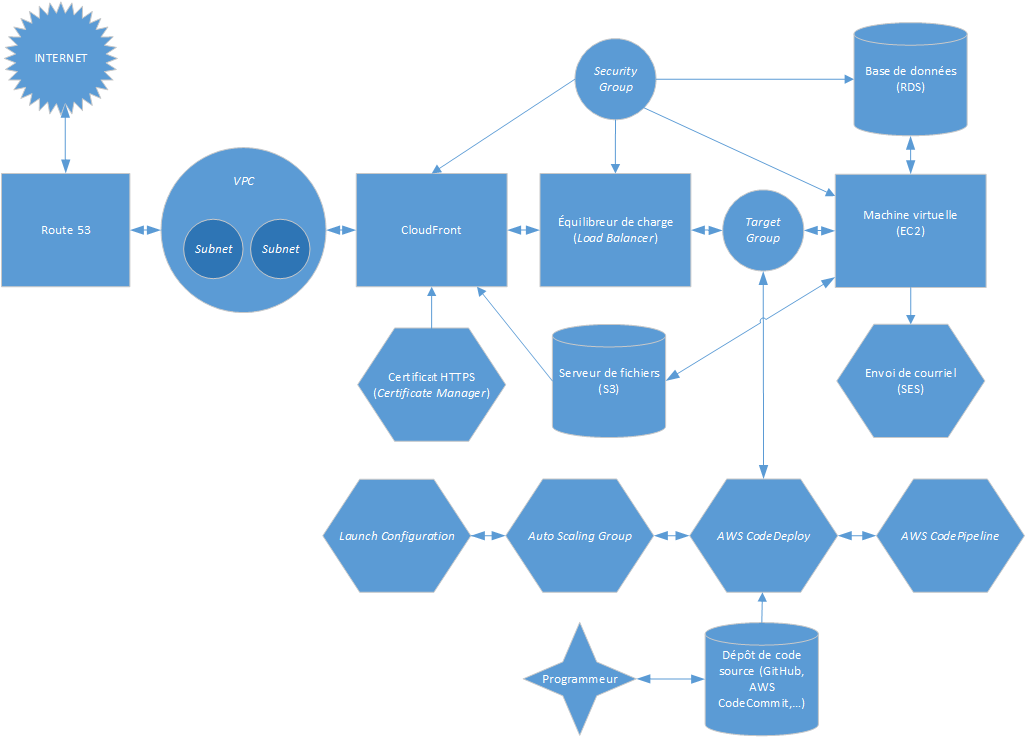 INTERNET
Security
Group
Base de données
(RDS)
VPC
Route 53
Subnet
Subnet
CloudFront
Équilibreur de charge
(Load Balancer)
Target
Group
Machine virtuelle
(EC2)
Certificat HTTPS
(Certificate Manager)
Serveur de fichiers
(S3)
Envoi de courriel
(SES)
Launch Configuration
Auto Scaling Group
AWS CodeDeploy
AWS CodePipeline
Programmeur
Dépôt de code
source (GitHub,
AWS
CodeCommit,...)